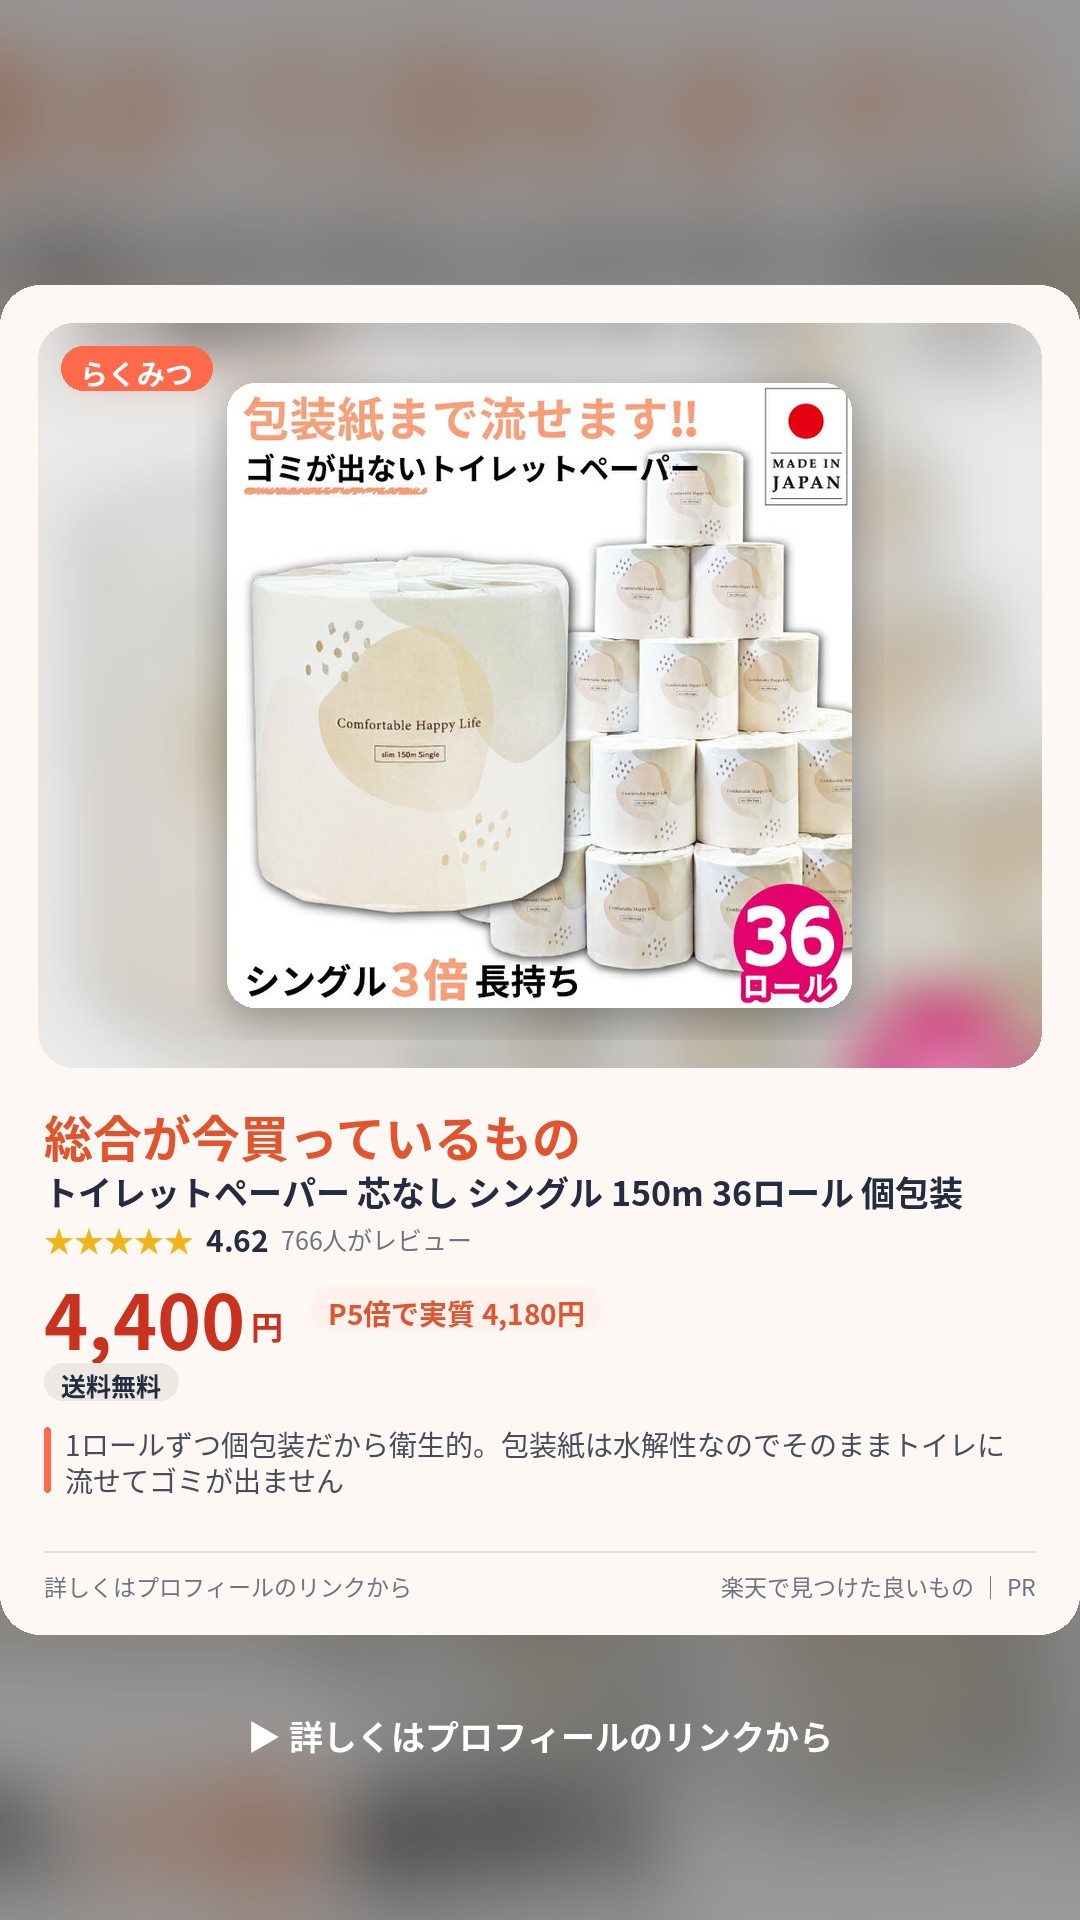 らくみつ
包装紙まで流せます!!
ゴミが出ないトイレットペーパー
MADE IN
JAPAN
Comfortable Happy Life
slim 150m Single
シングル3倍長持ち
36
ロール
総合が今買っているもの
トイレットペーパー 芯なし シングル 150m 36ロール 個包装
★★★★★ 4.62 766人がレビュー
4,400円 P5倍で実質 4,180円
送料無料
1ロールずつ個包装だから衛生的。包装紙は水解性なのでそのままトイレに
流せてゴミが出ません
詳しくはプロフィールのリンクから
楽天で見つけた良いもの | PR
▶ 詳しくはプロフィールのリンクから